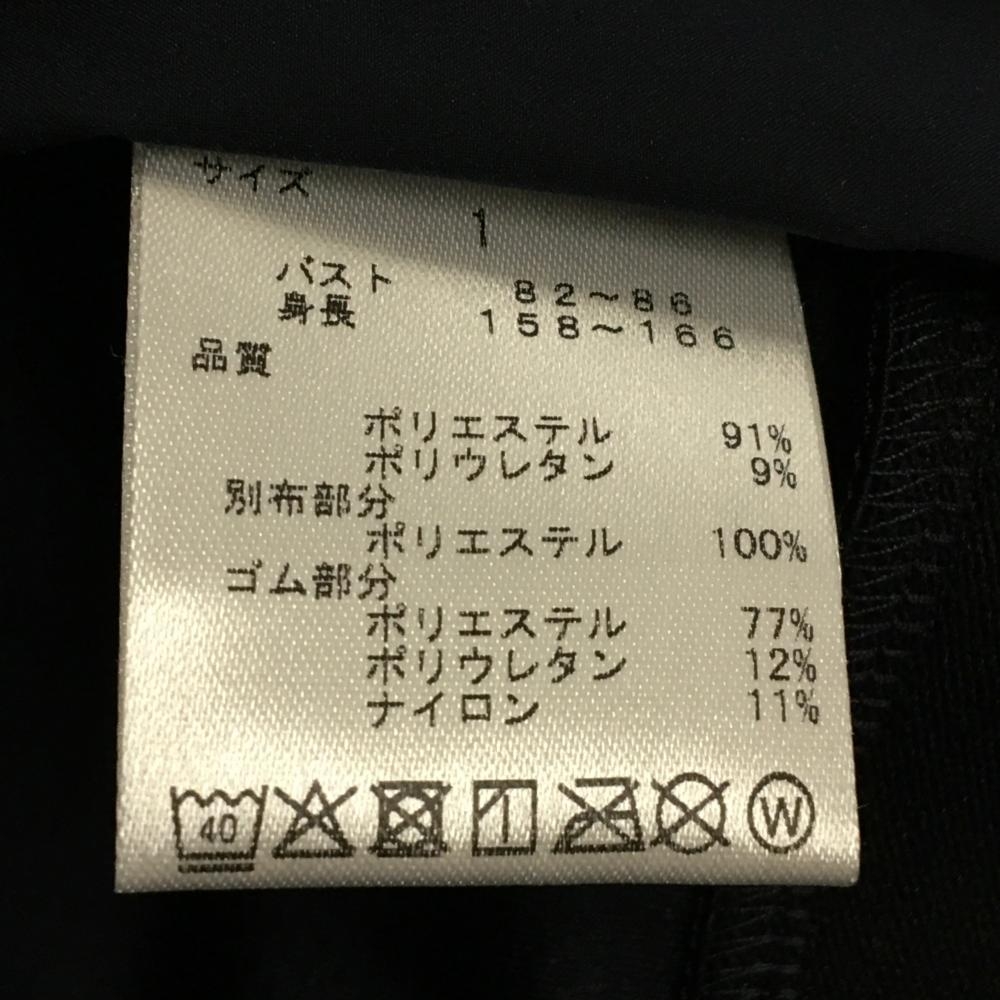 サイズ
1
バスト 82～86
身長 158～166
品質
ポリエステル 91%
ポリウレタン 9%
別布部分
ポリエステル 100%
ゴム部分
ポリエステル 77%
ポリウレタン 12%
ナイロン 11%
40 W